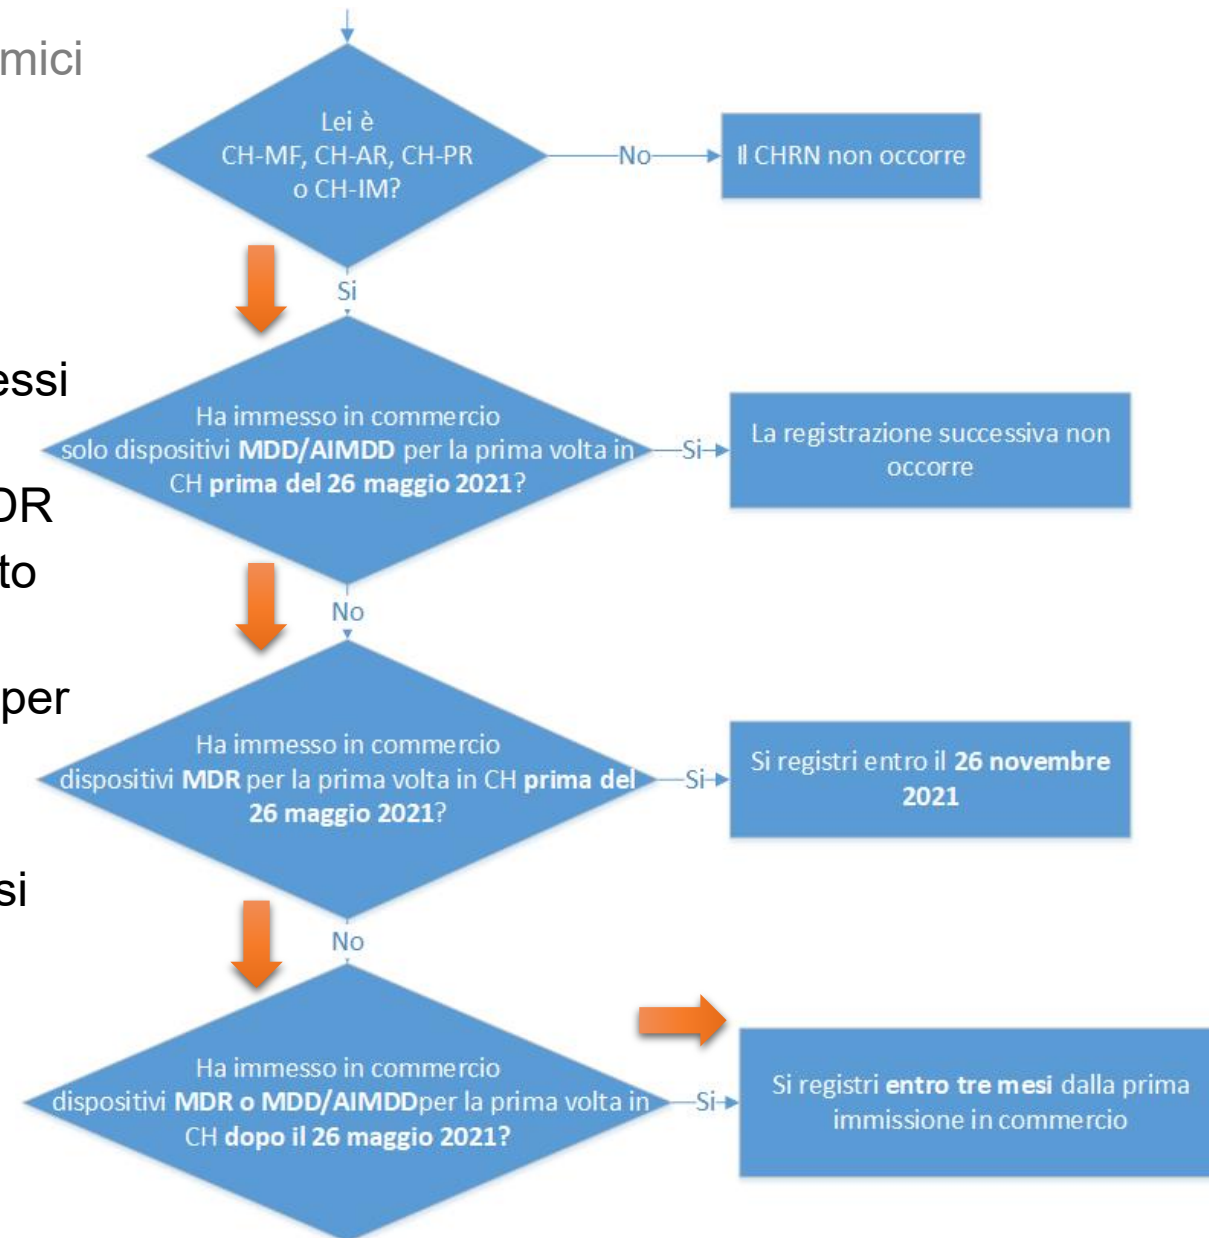 mici
Lei è
CH-MF, CH-AR, CH-PR
o CH-IM?
No
Il CHRN non occorre
Si
essi
Ha immesso in commercio
solo dispositivi MDD/AIMDD per la prima volta in
CH prima del 26 maggio 2021?
Si
La registrazione successiva non
occorre
DR
to
No
per
Ha immesso in commercio
dispositivi MDR per la prima volta in CH prima del
26 maggio 2021?
Si
Si registri entro il 26 novembre
2021
si
No
Ha immesso in commercio
dispositivi MDR o MDD/AIMDDper la prima volta in
CH dopo il 26 maggio 2021?
Si
Si registri entro tre mesi dalla prima
immissione in commercio